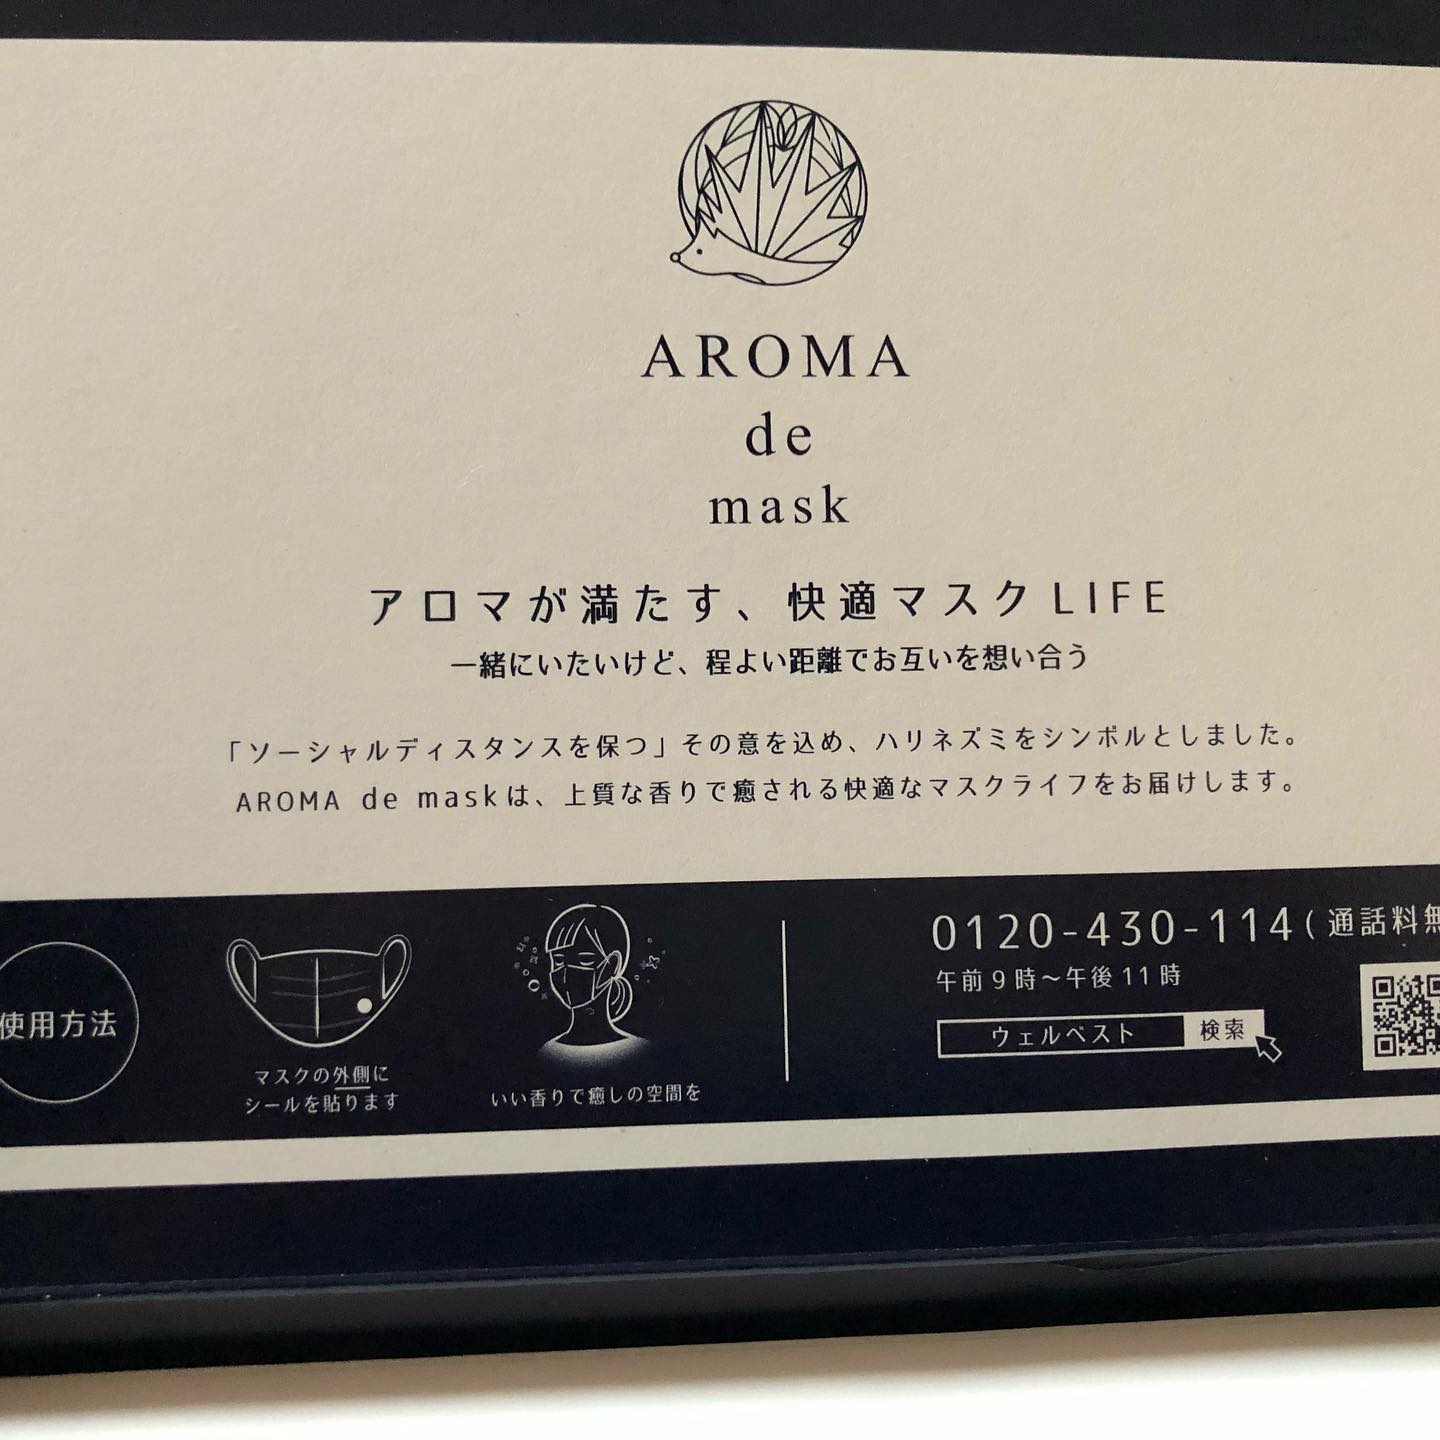 AROMA
de
mask
アロマが満たす、快適マスクLIFE
一緒にいたいけど、程よい距離でお互いを想い合う
「ソーシャルディスタンスを保つ」その意を込め、ハリネズミをシンボルとしました。
AROMA de maskは、上質な香りで癒される快適なマスクライフをお届けします。
使用方法
マスクの外側に
シールを貼ります
いい香りで癒しの空間を
0120-430-114(通話料無
午前9時〜午後11時
ウェルベスト 検索